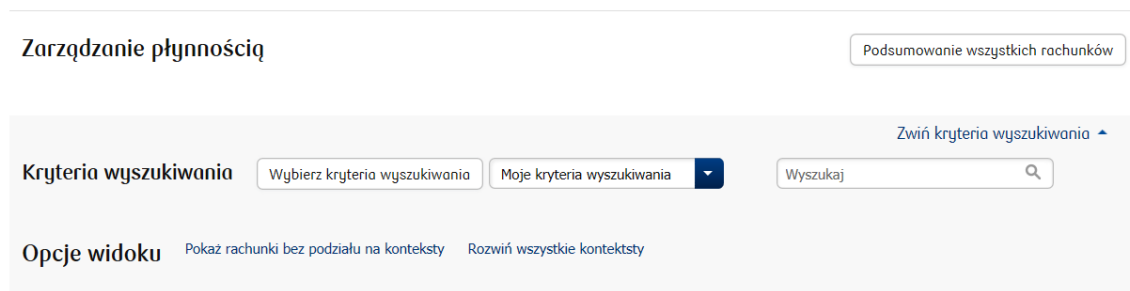 Zarządzanie płynnością
Podsumowanie wszystkich rachunków
Zwiń kryteria wyszukiwania
Kryteria wyszukiwania
Wybierz kryteria wyszukiwania
Moje kryteria wyszukiwania
Wyszukaj
Opcje widoku
Pokaż rachunki bez podziału na konteksty
Rozwiń wszystkie kontektsty